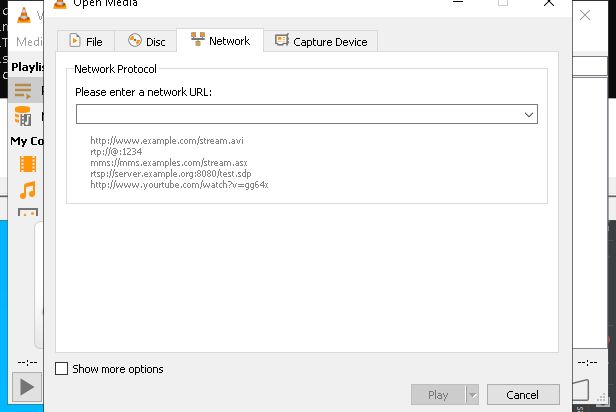 Open Media
Medi
File
Disc
Network
Capture Device
Playlis
Network Protocol
Please enter a network URL:
My Co
http://www.example.com/stream.avi
rtp://@:1234
mms://mms.examples.com/stream.asx
rtsp://server.example.org:8080/test.sdp
http://www.yourtube.com/watch?v=gg64x
--:--
--:--
Show more options
Play
Cancel